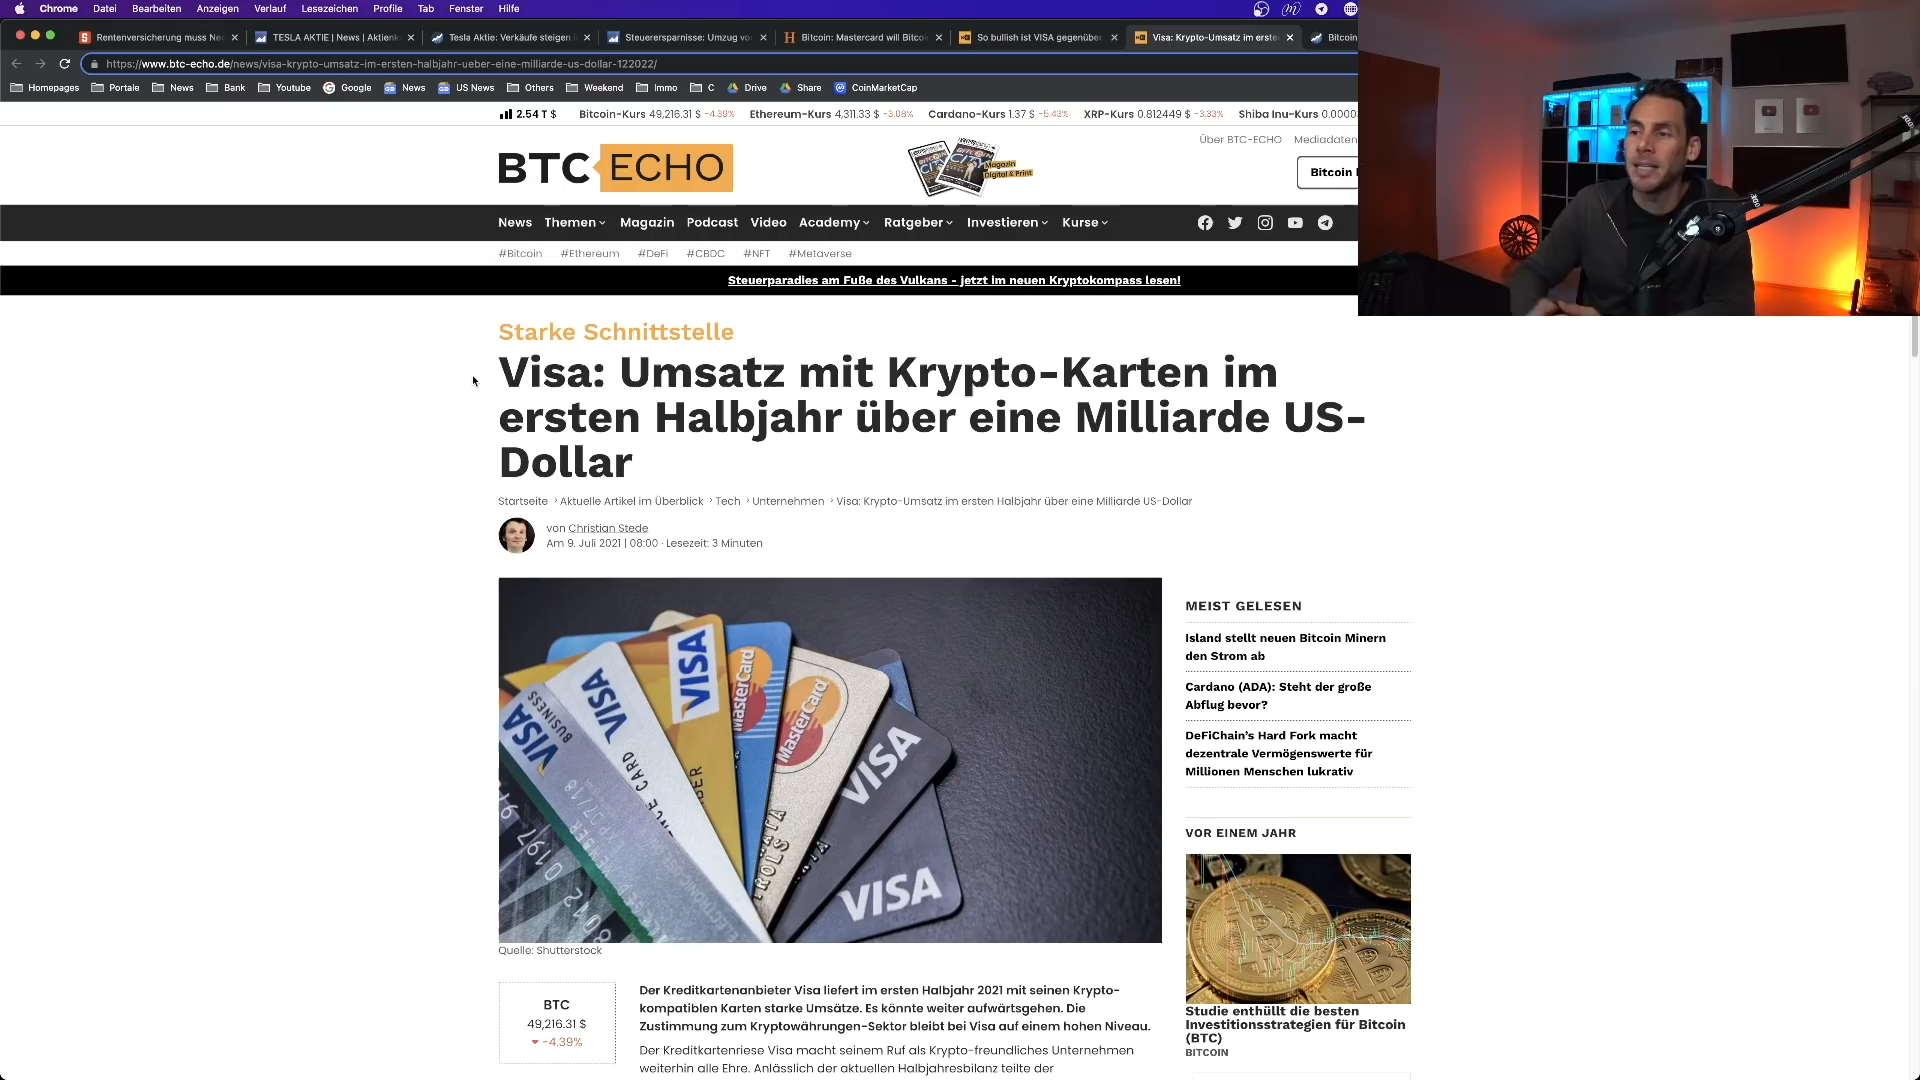 Chrome Datei Bearbeiten Anzeigen Verlauf Lesezeichen Profile Tab Fenster Hilfe
Rentenversicherung muss Ne
TESLA AKTIE | News | Aktienk
Tesla Aktie: Verkäufe steigen
Steuerersparnisse: Umzug vo
Bitcoin: Mastercard will Bitco
So bullish ist VISA gegenübe
Visa: Krypto-Umsatz im erste
Bitcoin
https://www.btc-echo.de/news/visa-krypto-umsatz-im-ersten-halbjahr-ueber-eine-milliarde-us-dollar-122022/
Homepages Portale News Bank Youtube Google News US News Others Weekend Immo C Drive Share CoinMarketCap
2.54 T $ Bitcoin-Kurs 49,216.31 $ -4.39% Ethereum-Kurs 4,311.33 $ -3.08% Cardano-Kurs 1.37 $ -5.43% XRP-Kurs 0.812449 $ -3.33% Shiba Inu-Kurs 0.0000
Über BTC-ECHO Mediadaten
BTC ECHO
Magazin
Digital & Print
Bitcoin
News Themen Magazin Podcast Video Academy Ratgeber Investieren Kurse
#Bitcoin #Ethereum #DeFi #CBDC #NFT #Metaverse
Steuerparadies am Fuße des Vulkans - jetzt im neuen Kryptokompass lesen!
Starke Schnittstelle
Visa: Umsatz mit Krypto-Karten im
ersten Halbjahr über eine Milliarde US-
Dollar
Startseite › Aktuelle Artikel im Überblick › Tech › Unternehmen › Visa: Krypto-Umsatz im ersten Halbjahr über eine Milliarde US-Dollar
von Christian Stede
Am 9. Juli 2021 | 08:00 · Lesezeit: 3 Minuten
VISA
BUSINESS
VISA
VISA
MasterCard
MasterCard
VISA
VISA
Quelle: Shutterstock
MEIST GELESEN
Island stellt neuen Bitcoin Minern
den Strom ab
Cardano (ADA): Steht der große
Abflug bevor?
DeFiChain's Hard Fork macht
dezentrale Vermögenswerte für
Millionen Menschen lukrativ
VOR EINEM JAHR
Studie enthüllt die besten
Investitionsstrategien für Bitcoin
(BTC)
BITCOIN
BTC
49,216.31 $
-4.39%
Der Kreditkartenanbieter Visa liefert im ersten Halbjahr 2021 mit seinen Krypto-
kompatiblen Karten starke Umsätze. Es könnte weiter aufwärtsgehen. Die
Zustimmung zum Kryptowährungen-Sektor bleibt bei Visa auf einem hohen Niveau.
Der Kreditkartenriese Visa macht seinem Ruf als Krypto-freundliches Unternehmen
weiterhin alle Ehre. Anlässlich der aktuellen Halbjahresbilanz teilte der